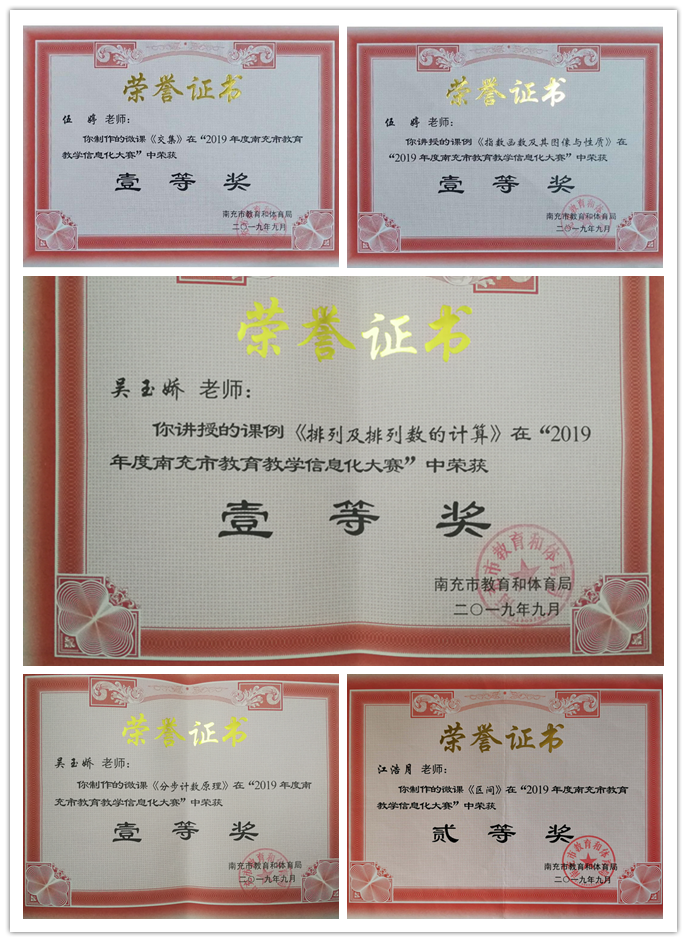 荣誉证书
伍 婷 老师：
你制作的微课《交集》在“2019年度南充市教育
教学信息化大赛”中荣获
壹 等 奖
南充市教育和体育局
二〇一九年九月
荣誉证书
伍 婷 老师：
你讲授的课例《指数函数及其图像与性质》在
“2019年度南充市教育教学信息化大赛”中荣获
壹 等 奖
南充市教育和体育局
二〇一九年九月
荣誉证书
吴玉娇 老师：
你讲授的课例《排列及排列数的计算》在“2019
年度南充市教育教学信息化大赛”中荣获
壹 等 奖
南充市教育和体育局
二〇一九年九月
荣誉证书
吴玉娇 老师：
你制作的微课《分步计数原理》在“2019年度南
充市教育教学信息化大赛”中荣获
壹 等 奖
南充市教育和体育局
二〇一九年九月
荣誉证书
江浩月 老师：
你制作的微课《区间》在“2019年度南充市教育
教学信息化大赛”中荣获
贰 等 奖
南充市教育和体育局
二〇一九年九月